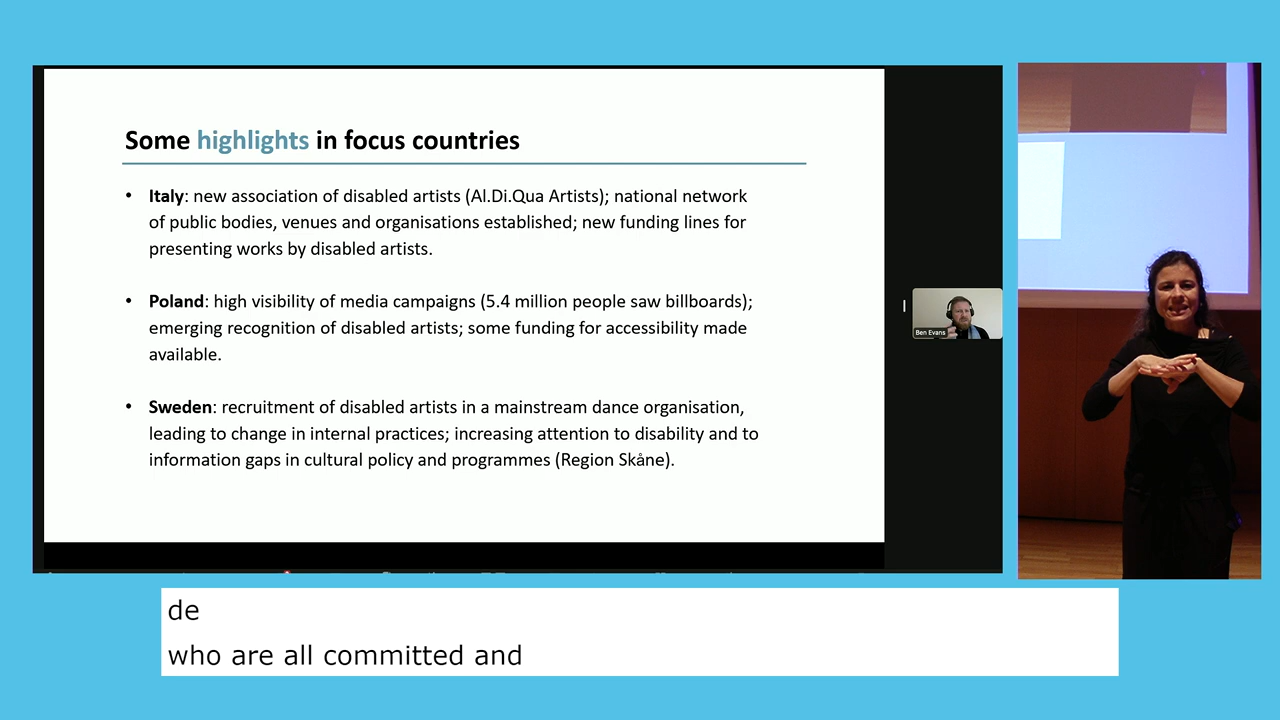 Some highlights in focus countries
• Italy: new association of disabled artists (Al.Di.Qua Artists); national network
of public bodies, venues and organisations established; new funding lines for
presenting works by disabled artists.
• Poland: high visibility of media campaigns (5.4 million people saw billboards);
emerging recognition of disabled artists; some funding for accessibility made
available.
• Sweden: recruitment of disabled artists in a mainstream dance organisation,
leading to change in internal practices; increasing attention to disability and to
information gaps in cultural policy and programmes (Region Skåne).
Ben Evans
de
who are all committed and